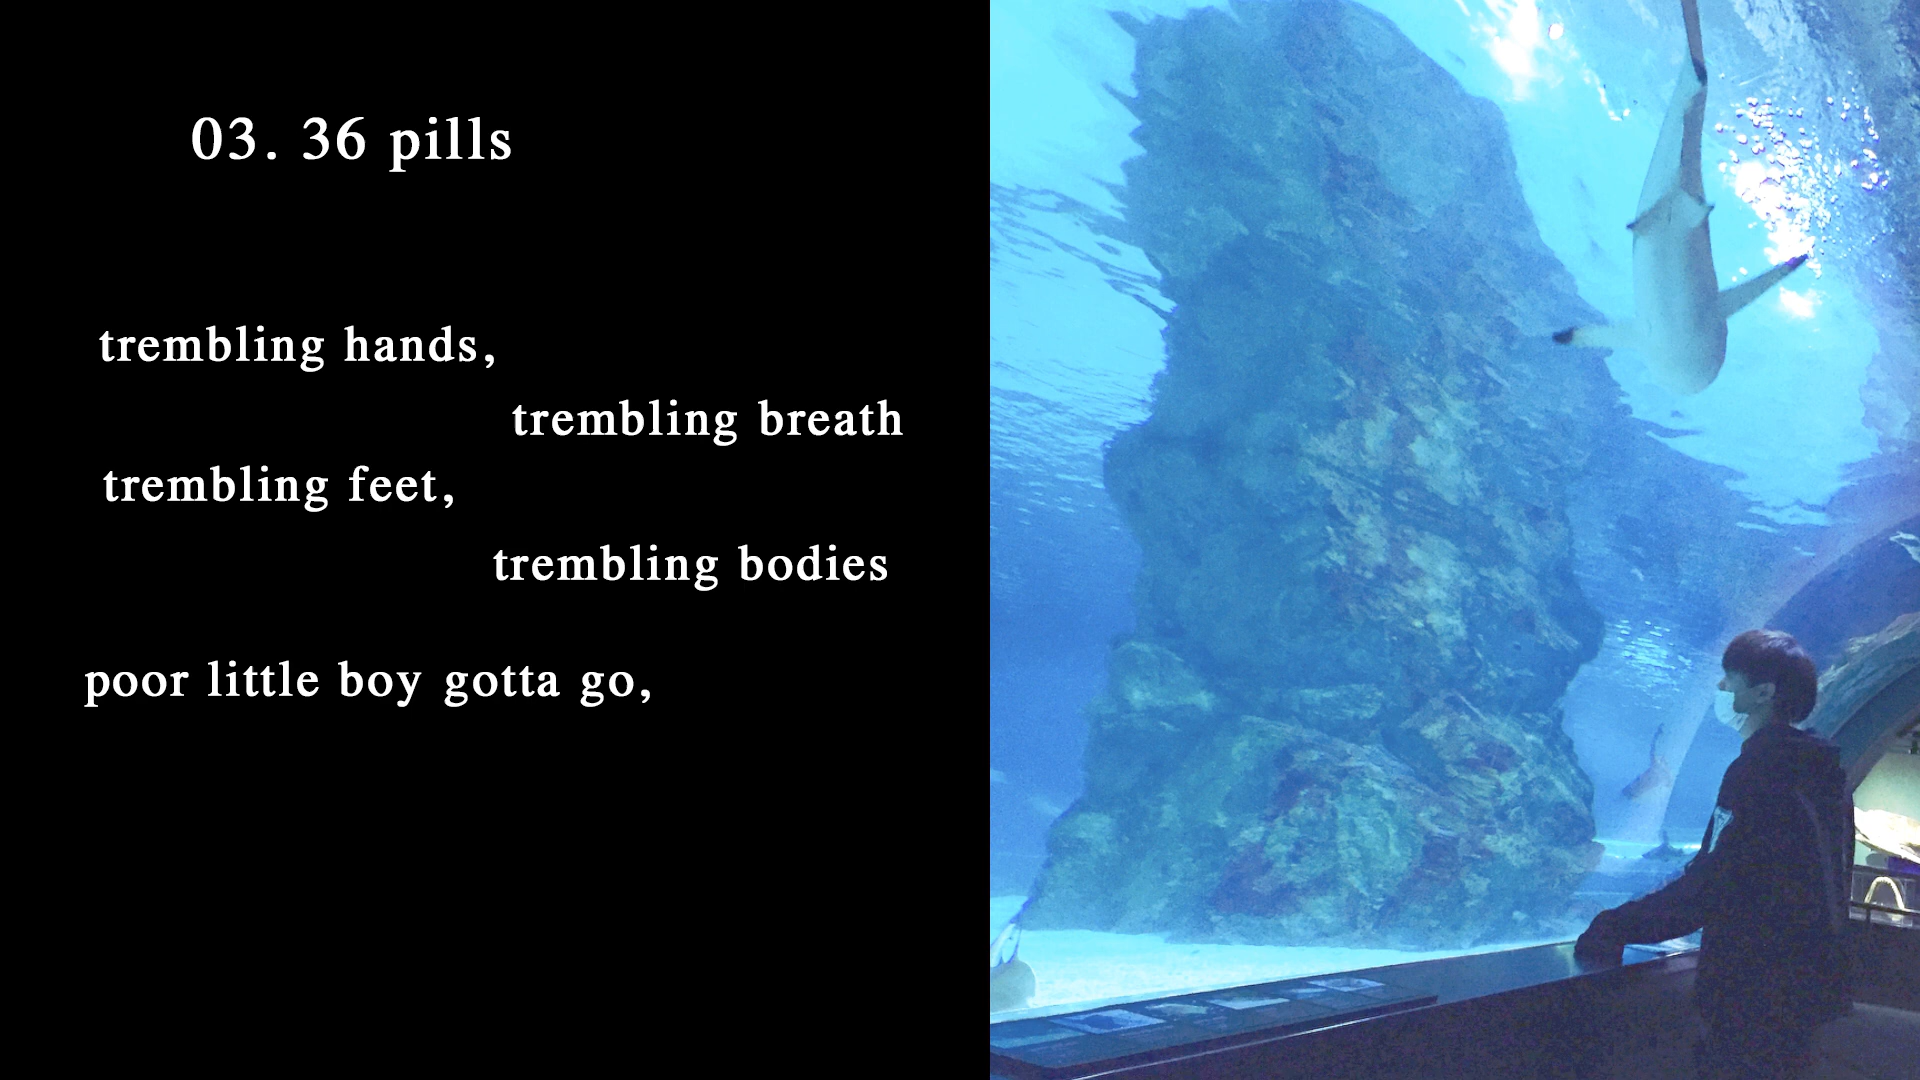 03. 36 pills
trembling hands,
trembling breath
trembling feet,
trembling bodies
poor little boy gotta go,